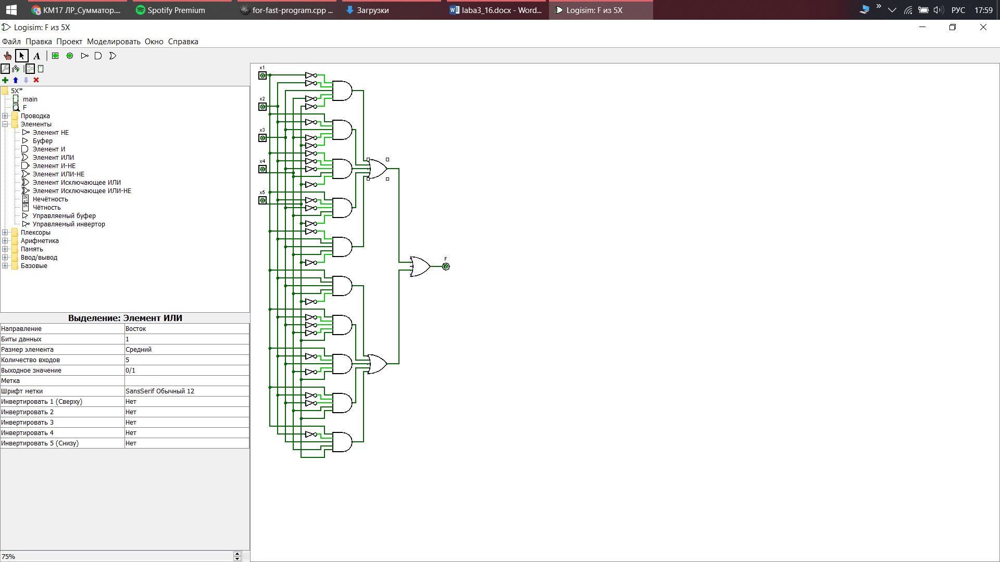 KM17 ЛР_Сумматор....
Spotify Premium
for-fast-program.cpp ...
Загрузки
laba3_16.docx - Word...
Logisim: F из 5X
»
РУС
17:59
Logisim: F из 5X
Файл Правка Проект Моделировать Окно Справка
A
5X*
main
F
Проводка
Элементы
Элемент НЕ
Буфер
Элемент И
Элемент ИЛИ
Элемент И-НЕ
Элемент ИЛИ-НЕ
Элемент Исключающее ИЛИ
Элемент Исключающее ИЛИ-НЕ
Нечётность
Чётность
Управляемый буфер
Управляемый инвертор
Плексоры
Арифметика
Память
Ввод/вывод
Базовые
Выделение: Элемент ИЛИ
Направление Восток
Биты данных 1
Размер элемента Средний
Количество входов 5
Выходное значение 0/1
Метка
Шрифт метки SansSerif Обычный 12
Инвертировать 1 (Сверху) Нет
Инвертировать 2 Нет
Инвертировать 3 Нет
Инвертировать 4 Нет
Инвертировать 5 (Снизу) Нет
75%
x1
0
x2
0
x3
0
x4
0
x5
0
F
0